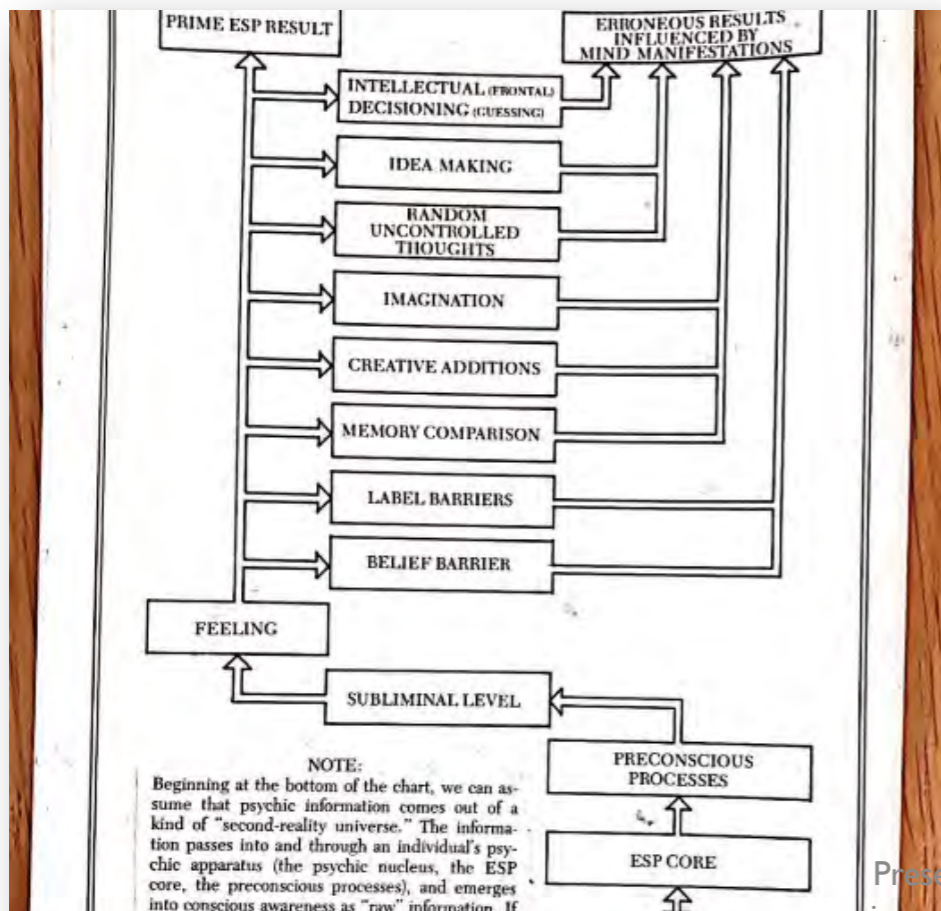 PRIME ESP RESULT
ERRONEOUS RESULTS
INFLUENCED BY
MIND MANIFESTATIONS
INTELLECTUAL (FRONTAL)
DECISIONING (GUESSING)
IDEA MAKING
RANDOM
UNCONTROLLED
THOUGHTS
IMAGINATION
CREATIVE ADDITIONS
MEMORY COMPARISON
LABEL BARRIERS
BELIEF BARRIER
FEELING
SUBLIMINAL LEVEL
PRECONSCIOUS
PROCESSES
ESP CORE
NOTE:
Beginning at the bottom of the chart, we can as-
sume that psychic information comes out of a
kind of "second-reality universe." The informa-
tion passes into and through an individual's psy-
chic apparatus (the psychic nucleus, the ESP
core, the preconscious processes), and emerges
into conscious awareness as "raw" information. If
Prese